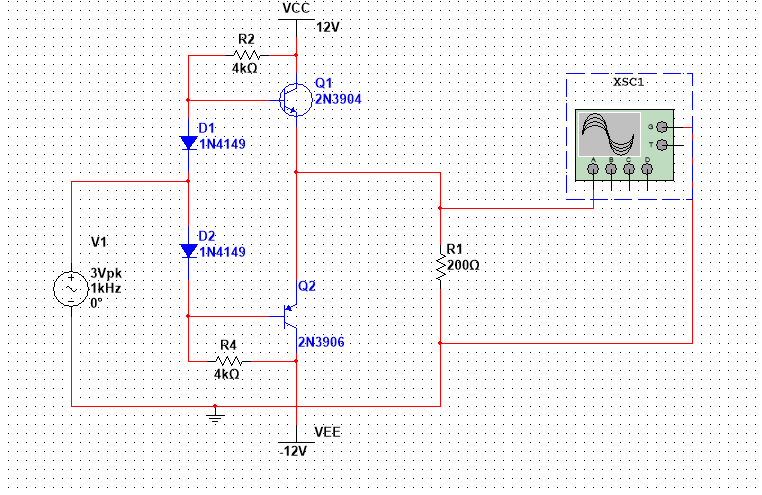 VCC
12V
R2
4kΩ
Q1
2N3904
D1
1N4149
XSC1
G
T
A B C D
V1
3Vpk
1kHz
0°
D2
1N4149
R1
200Ω
Q2
2N3906
R4
4kΩ
VEE
-12V